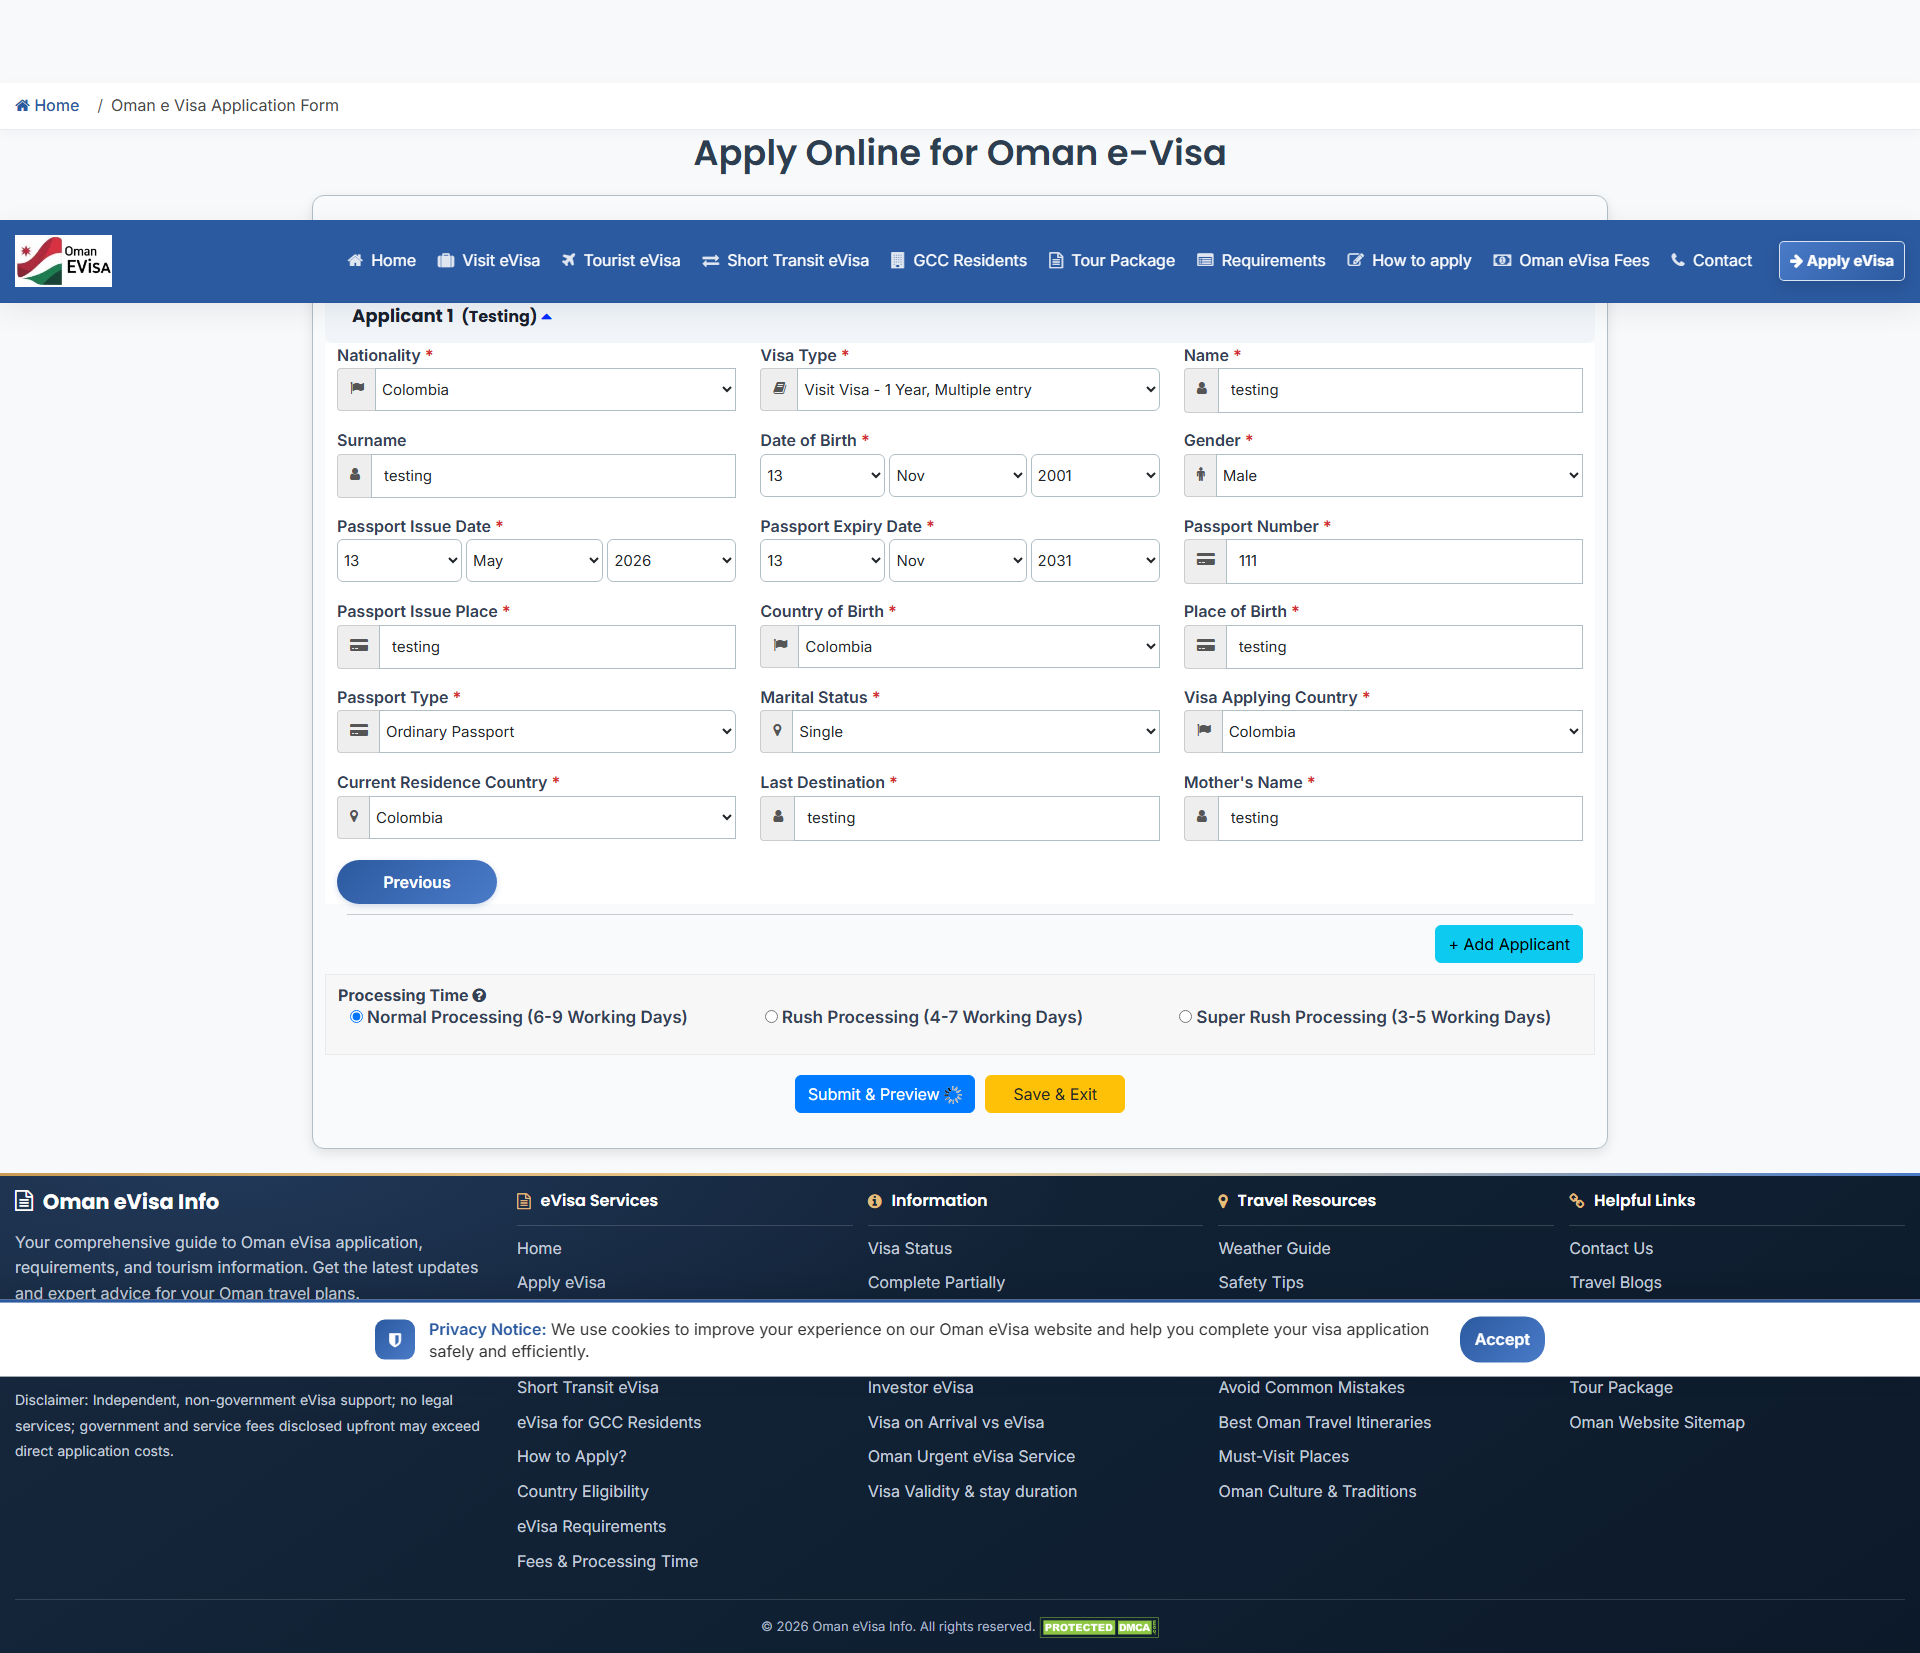 Home / Oman e Visa Application Form
Apply Online for Oman e-Visa
Oman
EVisa
Home Visit eVisa Tourist eVisa Short Transit eVisa GCC Residents Tour Package Requirements How to apply Oman eVisa Fees Contact Apply eVisa
Applicant 1 (Testing)
Nationality * Visa Type * Name *
Colombia Visit Visa - 1 Year, Multiple entry testing
Surname Date of Birth * Gender *
testing 13 Nov 2001 Male
Passport Issue Date * Passport Expiry Date * Passport Number *
13 May 2026 13 Nov 2031 111
Passport Issue Place * Country of Birth * Place of Birth *
testing Colombia testing
Passport Type * Marital Status * Visa Applying Country *
Ordinary Passport Single Colombia
Current Residence Country * Last Destination * Mother's Name *
Colombia testing testing
Previous
+ Add Applicant
Processing Time
Normal Processing (6-9 Working Days) Rush Processing (4-7 Working Days) Super Rush Processing (3-5 Working Days)
Submit & Preview Save & Exit
Oman eVisa Info
Your comprehensive guide to Oman eVisa application,
requirements, and tourism information. Get the latest updates
and expert advice for your Oman travel plans.
eVisa Services Information Travel Resources Helpful Links
Home Visa Status Weather Guide Contact Us
Apply eVisa Complete Partially Safety Tips Travel Blogs
Privacy Notice: We use cookies to improve your experience on our Oman eVisa website and help you complete your visa application
safely and efficiently.
Accept
Disclaimer: Independent, non-government eVisa support; no legal
services; government and service fees disclosed upfront may exceed
direct application costs.
Short Transit eVisa Investor eVisa Avoid Common Mistakes Tour Package
eVisa for GCC Residents Visa on Arrival vs eVisa Best Oman Travel Itineraries Oman Website Sitemap
How to Apply? Oman Urgent eVisa Service Must-Visit Places
Country Eligibility Visa Validity & stay duration Oman Culture & Traditions
eVisa Requirements
Fees & Processing Time
© 2026 Oman eVisa Info. All rights reserved. PROTECTED DMCA